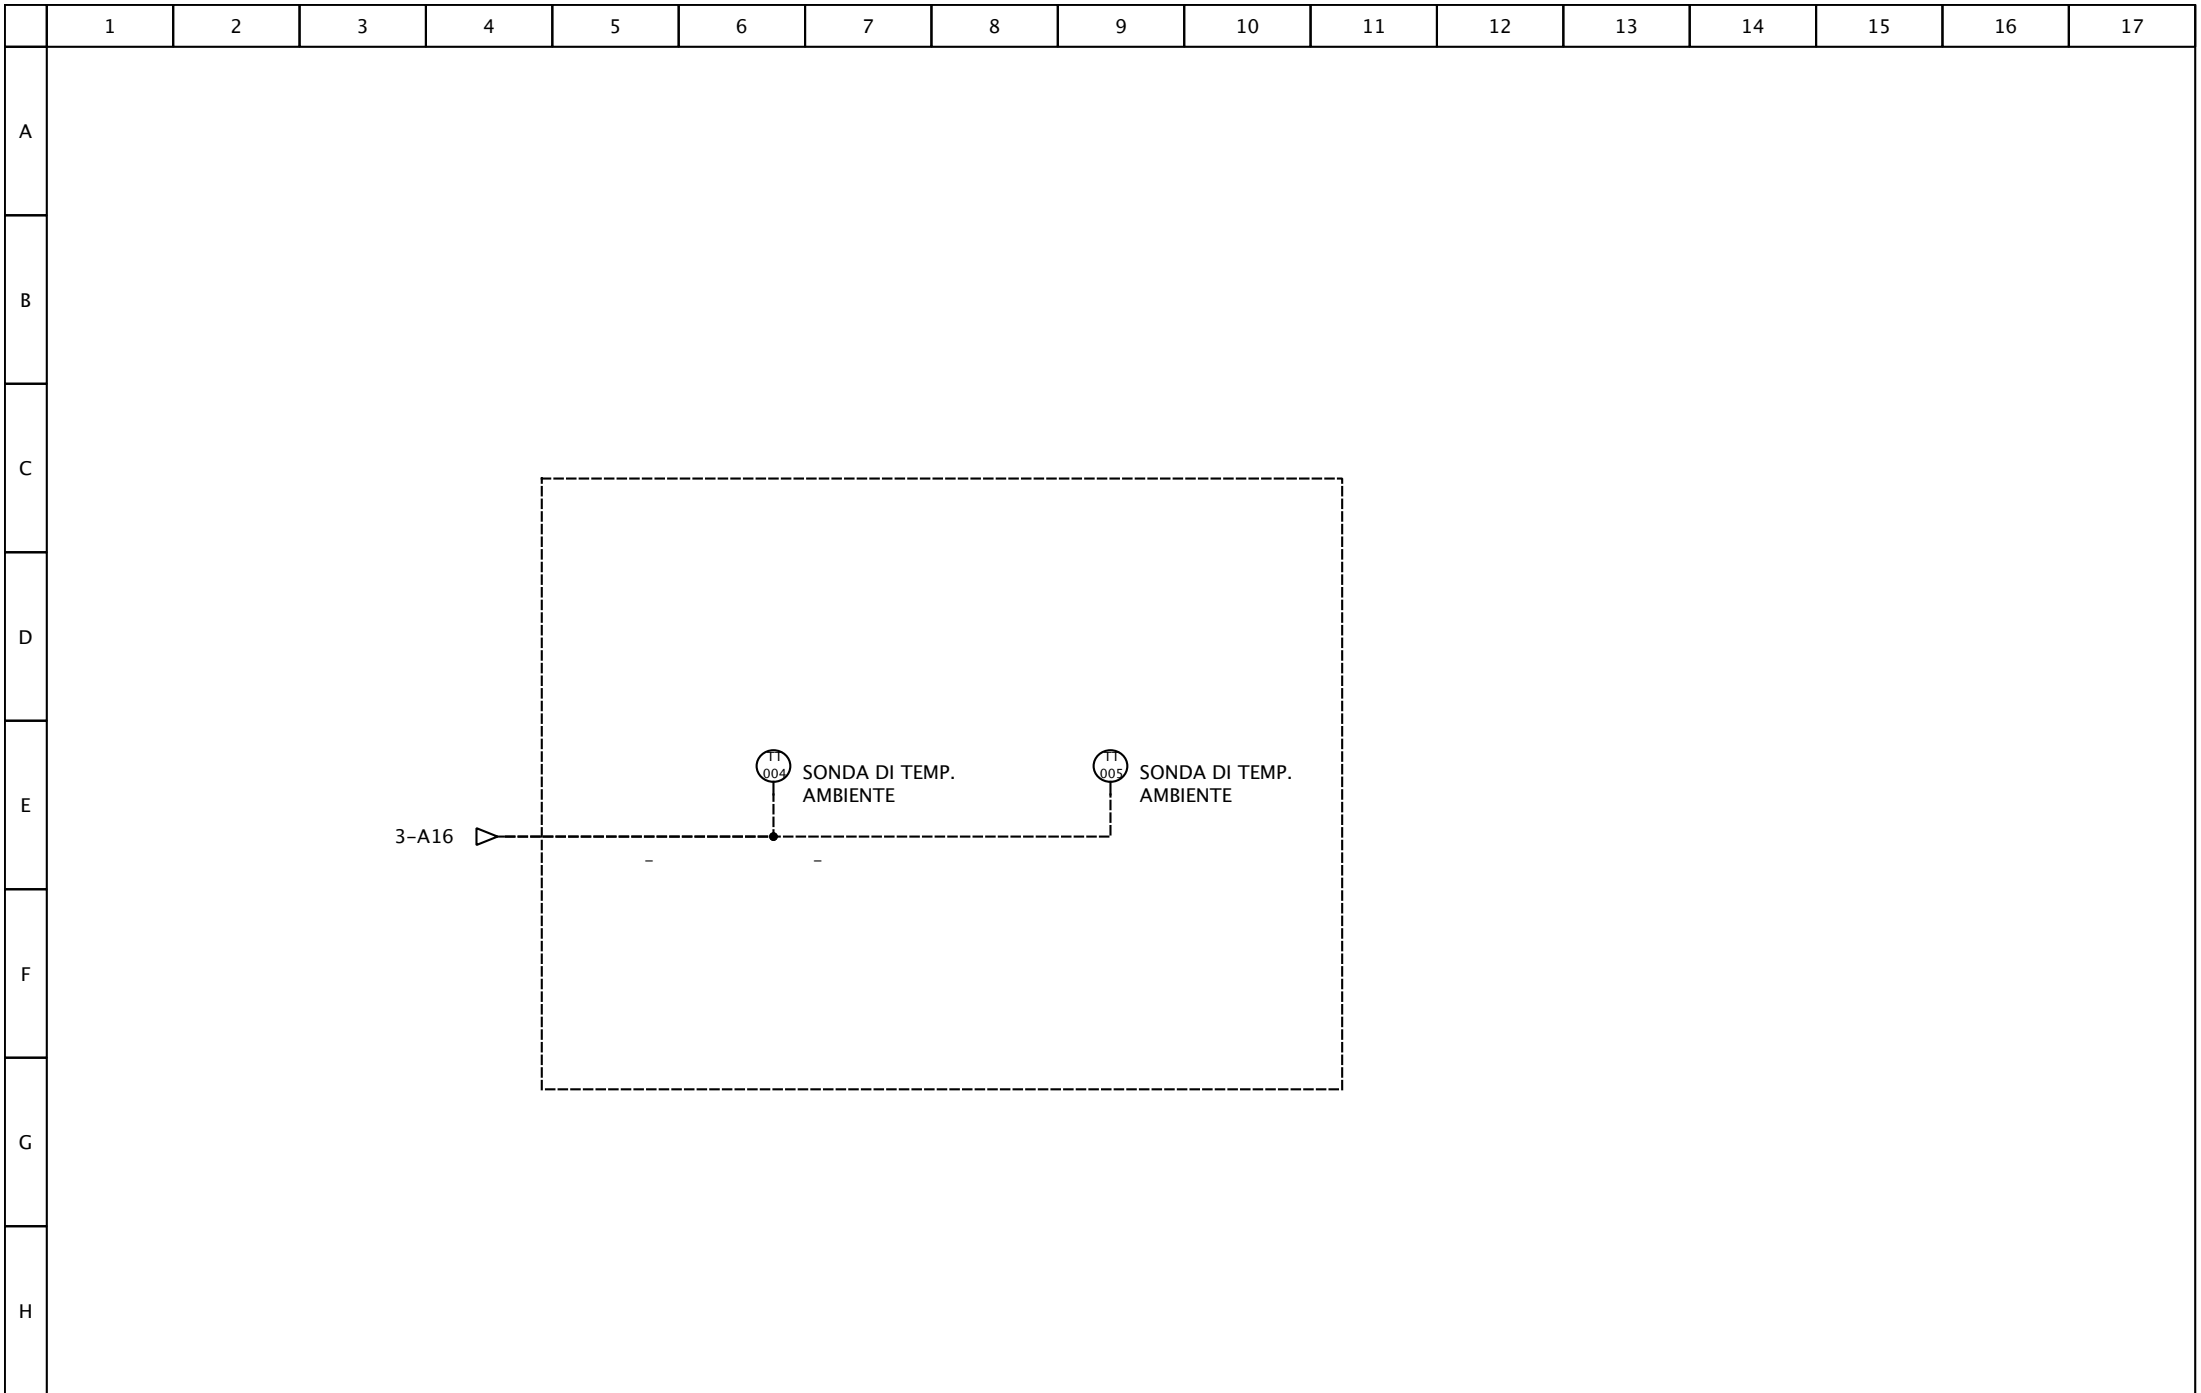 1 2 3 4 5 6 7 8 9 10 11 12 13 14 15 16 17
A
B
C
D
TT
004
SONDA DI TEMP.
AMBIENTE
TT
005
SONDA DI TEMP.
AMBIENTE
E
3-A16
-
-
F
G
H